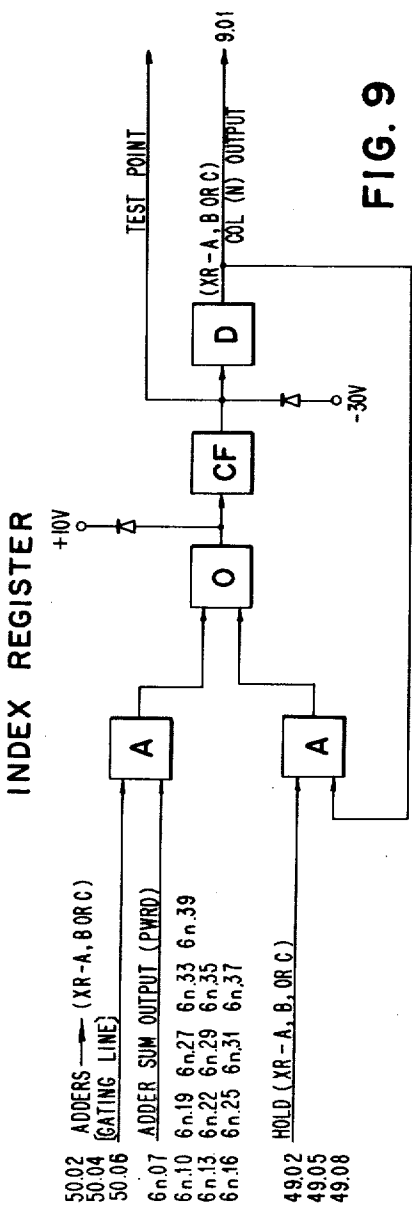 INDEX REGISTER
50.02 ADDERS → (XR-A, B OR C)
50.04 [GATING LINE]
50.06
6n.07 ADDER SUM OUTPUT (PWRD)
6n.10 6n.19 6n.27 6n.33 6n.39
6n.13 6n.22 6n.29 6n.35
6n.16 6n.25 6n.31 6n.37
49.02 HOLD (XR-A, B, OR C)
49.05
49.08
A
A
O
+10V
CF
-30V
D
TEST POINT
(XR-A, B OR C)
COL (N) OUTPUT
9.01
FIG. 9